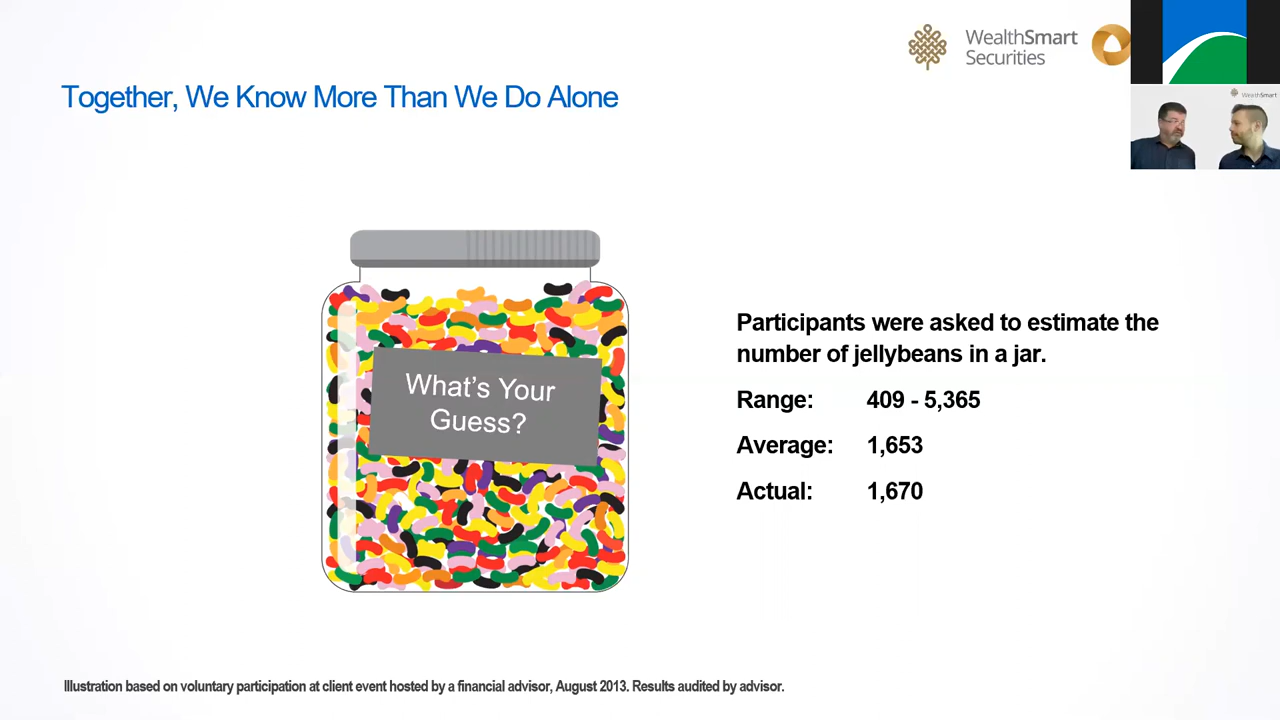 WealthSmart
Securities
WealthSmart
Together, We Know More Than We Do Alone
What's Your
Guess?
Participants were asked to estimate the
number of jellybeans in a jar.
Range: 409 - 5,365
Average: 1,653
Actual: 1,670
Illustration based on voluntary participation at client event hosted by a financial advisor, August 2013. Results audited by advisor.